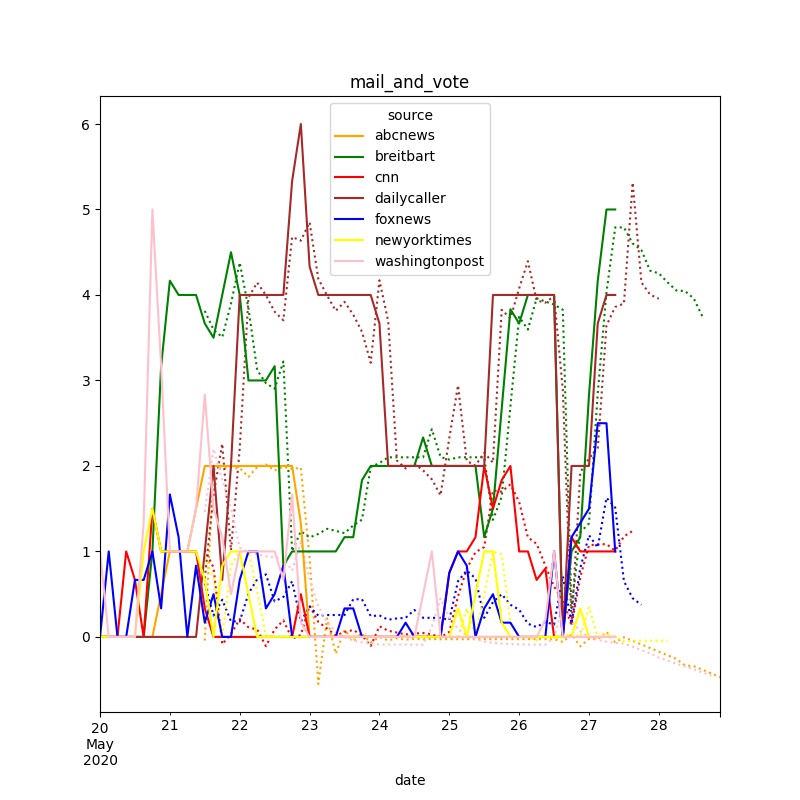 mail_and_vote
source
abcnews
breitbart
cnn
dailycaller
foxnews
newyorktimes
washingtonpost
6
5
4
3
2
1
0
20 21 22 23 24 25 26 27 28
May
2020
date